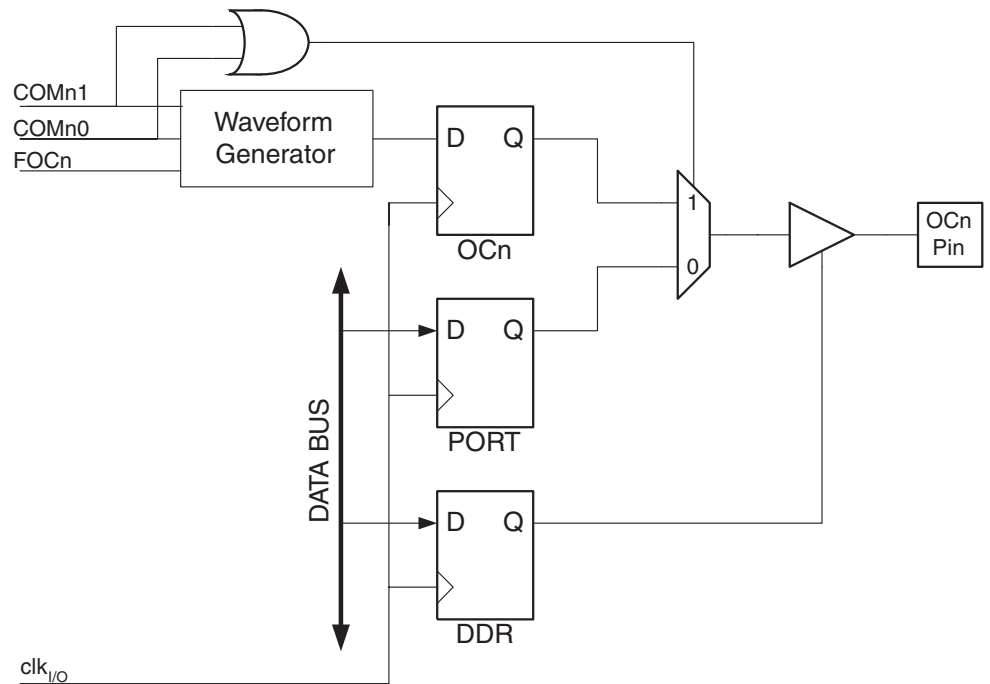 COMn1
COMn0
FOCn
Waveform
Generator
D Q
OCn
1
0
OCn
Pin
D Q
PORT
DATA BUS
D Q
DDR
clkI/O